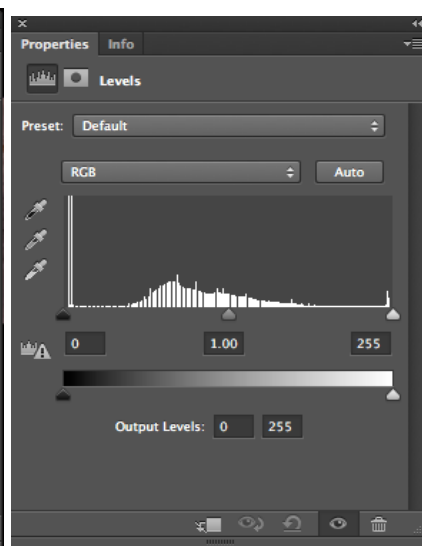 Properties Info
Levels
Preset: Default
RGB Auto
0 1.00 255
Output Levels: 0 255